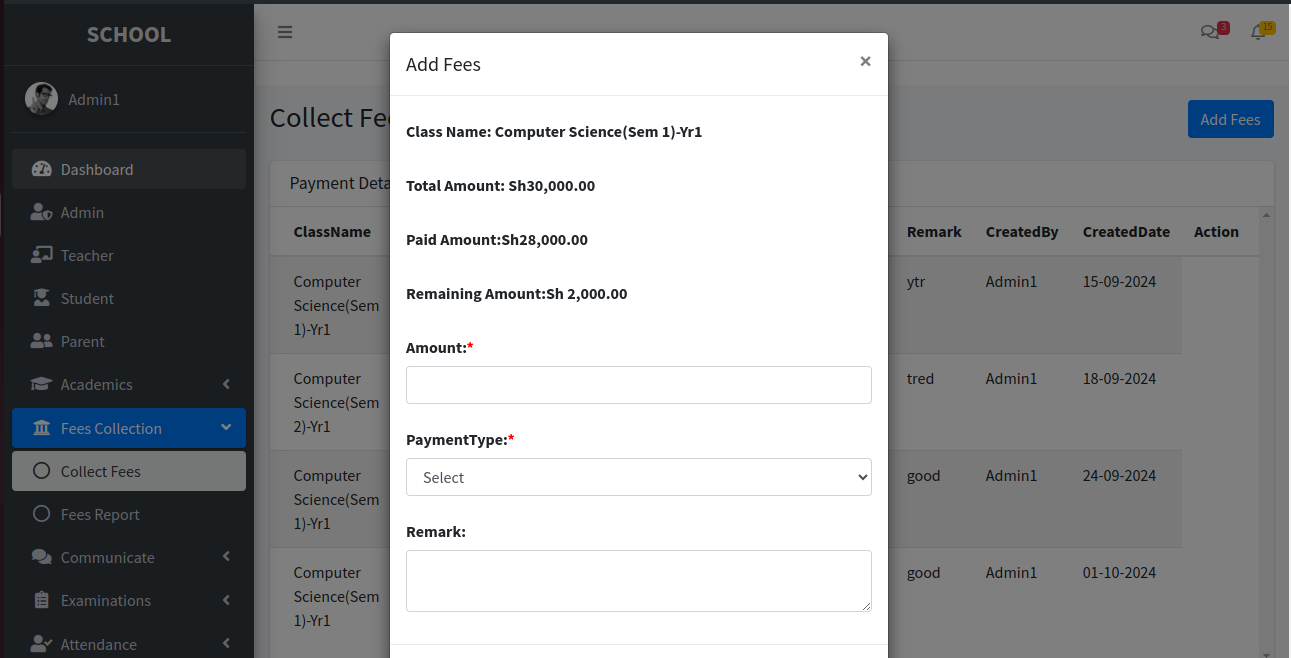 SCHOOL
Admin1
Dashboard
Admin
Teacher
Student
Parent
Academics
Fees Collection
Collect Fees
Fees Report
Communicate
Examinations
Attendance
3
15
Collect Fe
Add Fees
Payment Deta
ClassName
Remark
CreatedBy
CreatedDate
Action
Computer
Science(Sem
1)-Yr1
ytr
Admin1
15-09-2024
Computer
Science(Sem
2)-Yr1
tred
Admin1
18-09-2024
Computer
Science(Sem
1)-Yr1
good
Admin1
24-09-2024
Computer
Science(Sem
1)-Yr1
good
Admin1
01-10-2024
Add Fees
×
Class Name: Computer Science(Sem 1)-Yr1
Total Amount: Sh30,000.00
Paid Amount:Sh28,000.00
Remaining Amount:Sh 2,000.00
Amount:*
PaymentType:*
Select
Remark: